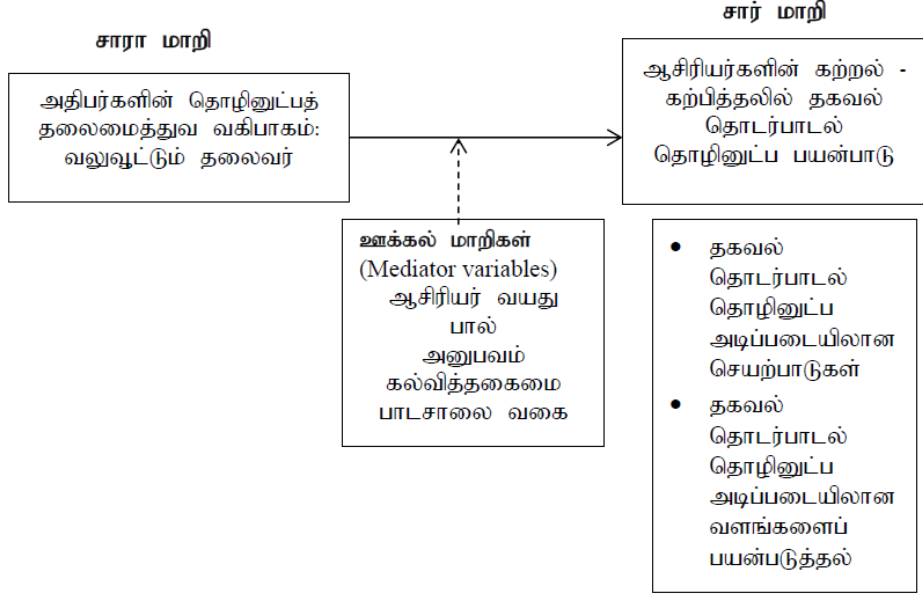 சாரா மாறி
அதிபர்களின் தொழினுட்பத்
தலைமைத்துவ வகிபாகம்:
வலுவூட்டும் தலைவர்
சார் மாறி
ஆசிரியர்களின் கற்றல் -
கற்பித்தலில் தகவல்
தொடர்பாடல்
தொழினுட்ப பயன்பாடு
ஊக்கல் மாறிகள்
(Mediator variables)
ஆசிரியர் வயது
பால்
அனுபவம்
கல்வித்தகைமை
பாடசாலை வகை
• தகவல்
தொடர்பாடல்
தொழினுட்ப
அடிப்படையிலான
செயற்பாடுகள்
• தகவல்
தொடர்பாடல்
தொழினுட்ப
அடிப்படையிலான
வளங்களைப்
பயன்படுத்தல்